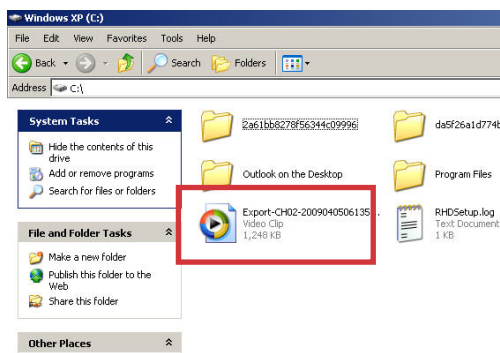 Windows XP (C:)
File Edit View Favorites Tools Help
Back Search Folders
Address C:\
System Tasks
Hide the contents of this
drive
Add or remove programs
Search for files or folders
File and Folder Tasks
Make a new folder
Publish this folder to the
Web
Share this folder
Other Places
2a61bb8278f56344c09996
da5f26a1d774b
Outlook on the Desktop
Program Files
Export-CH02-2009040506135...
Video Clip
1,248 KB
RHDSetup.log
Text Document
1 KB